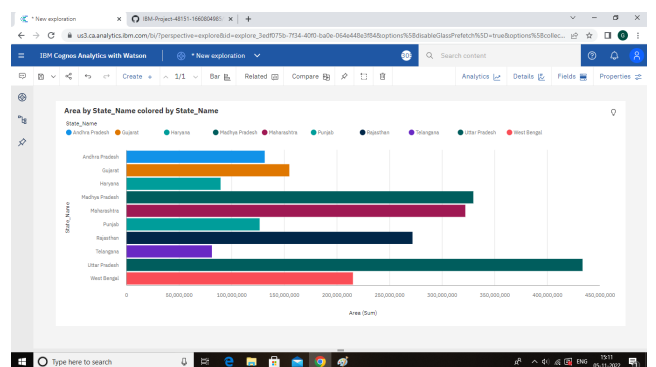 * New exploration
IBM-Project-48151-1660804983
us3.ca.analytics.ibm.com/bi/?perspective=explore&id=explore_3edf075b-7f34-40f0-ba0e-064e448e3f84&options%5BdisableGlassPrefetch%5D=true&options%5Bcollec...
IBM Cognos Analytics with Watson
* New exploration
Search content
Create +
1/1
Bar
Related
Compare
Analytics
Details
Fields
Properties
Area by State_Name colored by State_Name
State_Name
Andhra Pradesh Gujarat Haryana Madhya Pradesh Maharashtra Punjab Rajasthan Telangana Uttar Pradesh West Bengal
State_Name
Andhra Pradesh
Gujarat
Haryana
Madhya Pradesh
Maharashtra
Punjab
Rajasthan
Telangana
Uttar Pradesh
West Bengal
0 50,000,000 100,000,000 150,000,000 200,000,000 250,000,000 300,000,000 350,000,000 400,000,000 450,000,000
Area (Sum)
Type here to search
ENG
15:11
05-11-2022